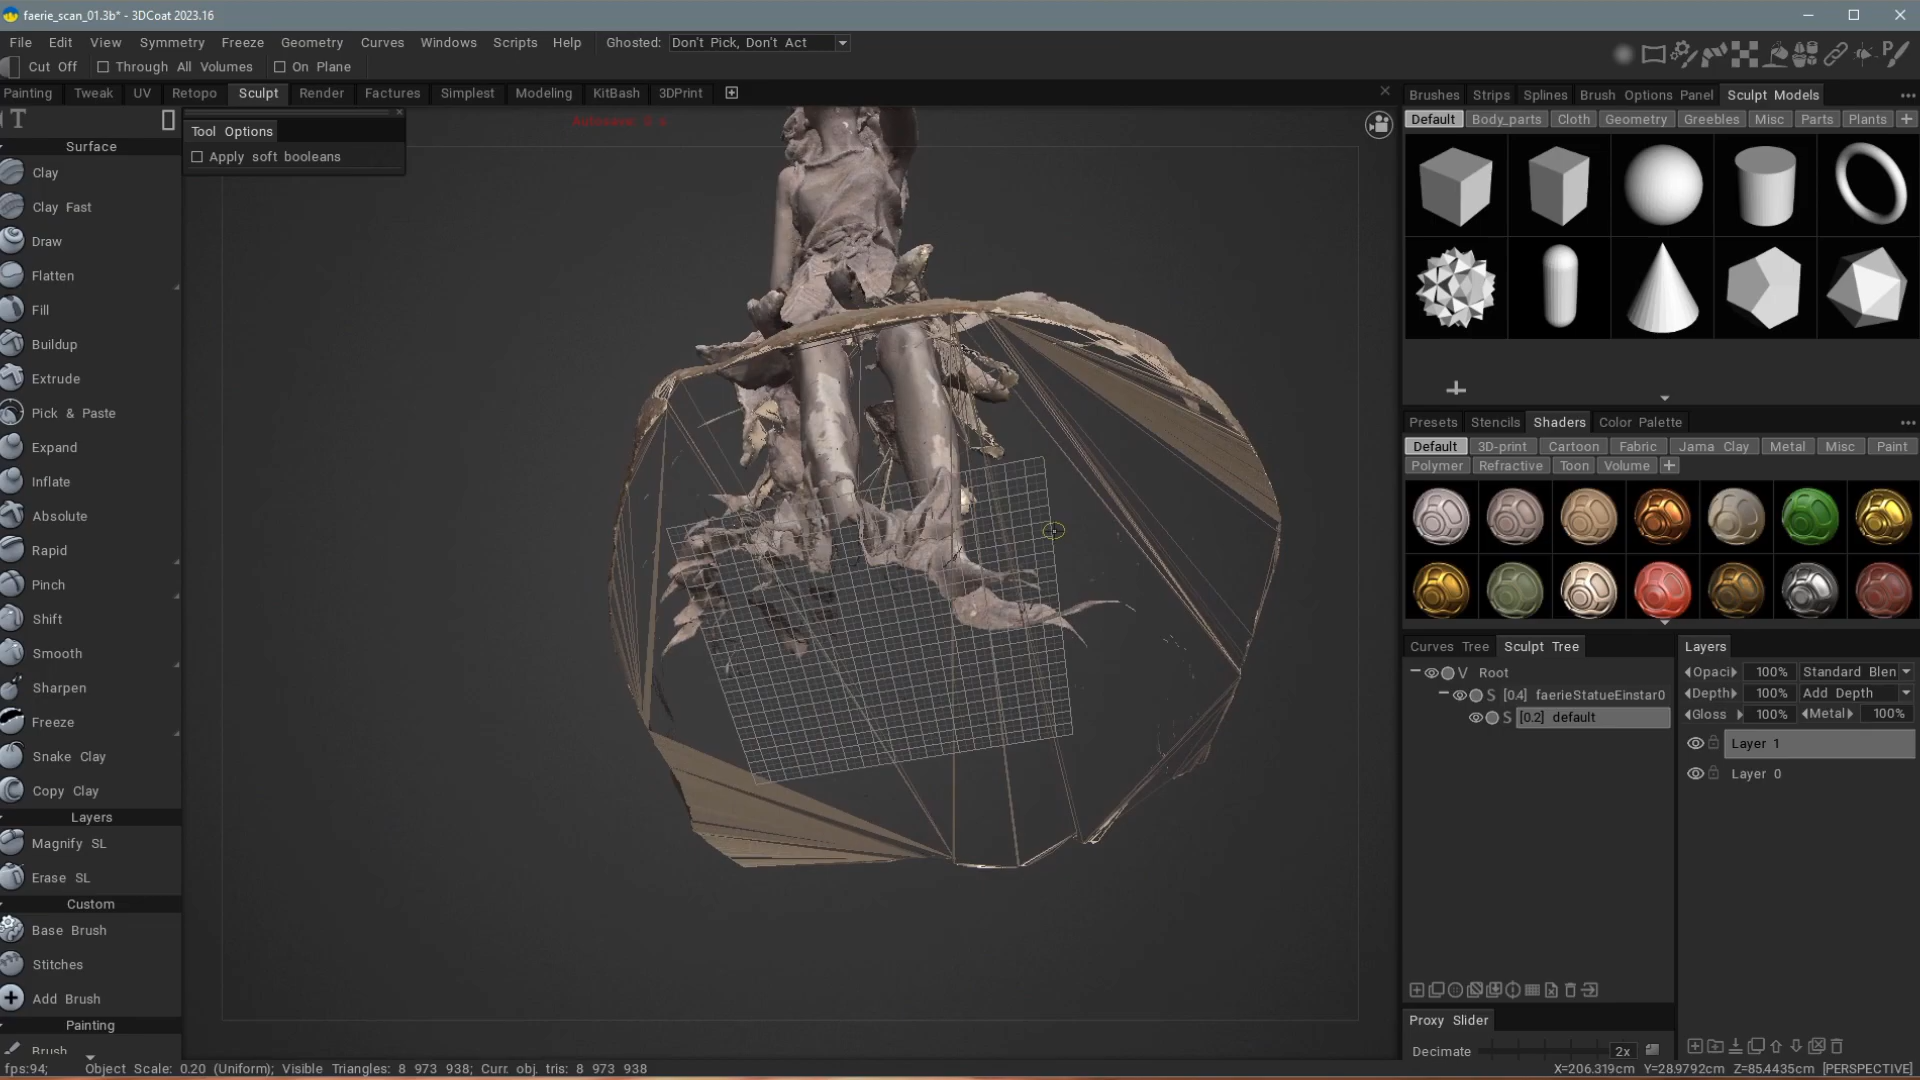 faerie_scan_01.3b* - 3DCoat 2023.16
File Edit View Symmetry Freeze Geometry Curves Windows Scripts Help Ghosted: Don't Pick, Don't Act
Cut Off Through All Volumes On Plane
Painting Tweak UV Retopo Sculpt Render Factures Simplest Modeling KitBash 3DPrint
T
Tool Options
Apply soft booleans
Autosave: 0 s
Surface
Clay
Clay Fast
Draw
Flatten
Fill
Buildup
Extrude
Pick & Paste
Expand
Inflate
Absolute
Rapid
Pinch
Shift
Smooth
Sharpen
Freeze
Snake Clay
Copy Clay
Layers
Magnify SL
Erase SL
Custom
Base Brush
Stitches
Add Brush
Painting
Brush
Brushes Strips Splines Brush Options Panel Sculpt Models
Default Body_parts Cloth Geometry Greebles Misc Parts Plants
Presets Stencils Shaders Color Palette
Default 3D-print Cartoon Fabric Jama Clay Metal Misc Paint
Polymer Refractive Toon Volume
Curves Tree Sculpt Tree
V Root
S [0.4] faerieStatueEinstar0
S [0.2] default
Layers
Opaci 100% Standard Blen
Depth 100% Add Depth
Gloss 100% Metal 100%
Layer 1
Layer 0
Proxy Slider
Decimate 2x
fps:94; Object Scale: 0.20 (Uniform); Visible Triangles: 8 973 938; Curr. obj. tris: 8 973 938
X=206.319cm Y=28.9792cm Z=85.4435cm [PERSPECTIVE]